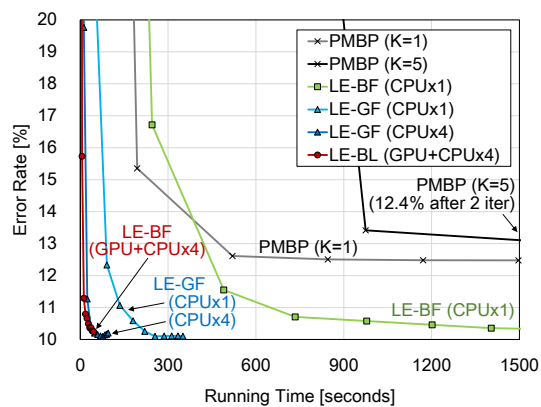 20
19
18
17
16
15
14
13
12
11
10
Error Rate [%]
PMBP (K=1)
PMBP (K=5)
LE-BF (CPUx1)
LE-GF (CPUx1)
LE-GF (CPUx4)
LE-BL (GPU+CPUx4)
PMBP (K=5)
(12.4% after 2 iter)
PMBP (K=1)
LE-BF
(GPU+CPUx4)
LE-GF
(CPUx1)
(CPUx4)
LE-BF (CPUx1)
0 300 600 900 1200 1500
Running Time [seconds]